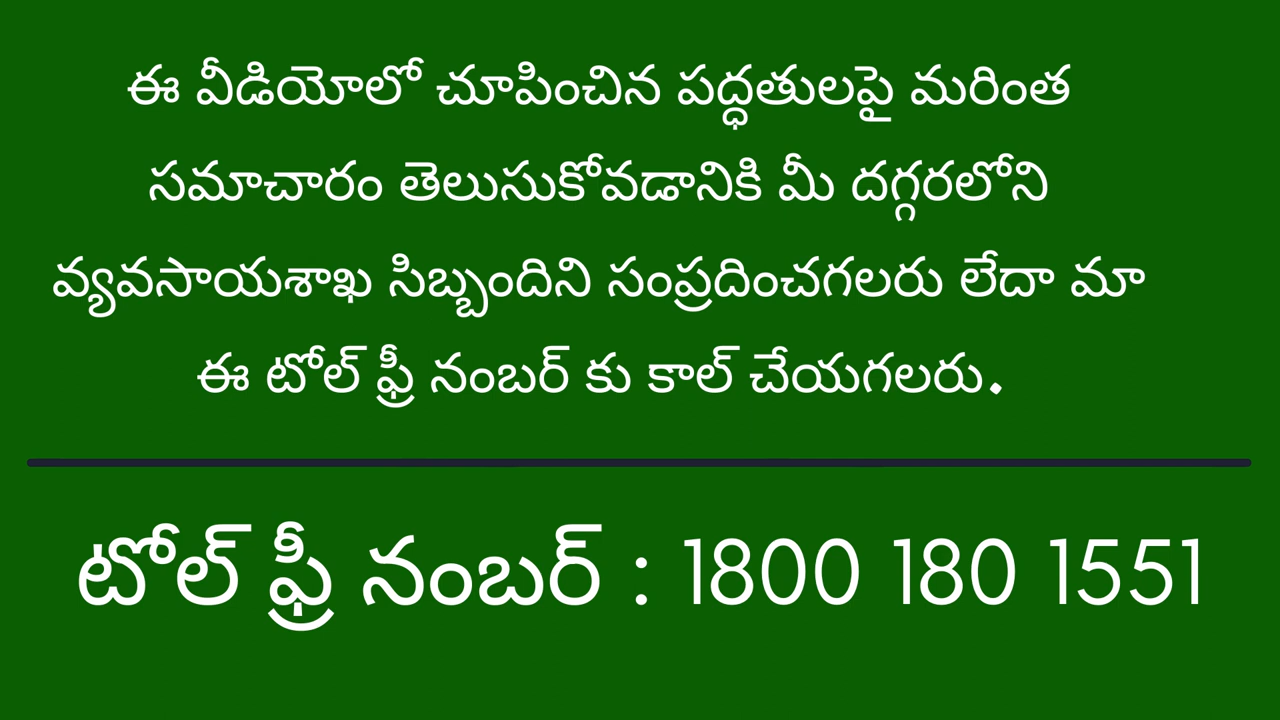 ఈ వీడియోలో చూపించిన పద్ధతులపై మరింత
సమాచారం తెలుసుకోవడానికి మీ దగ్గరలోని
వ్యవసాయశాఖ సిబ్బందిని సంప్రదించగలరు లేదా మా
ఈ టోల్ ఫ్రీ నంబర్ కు కాల్ చేయగలరు.
టోల్ ఫ్రీ నంబర్ : 1800 180 1551